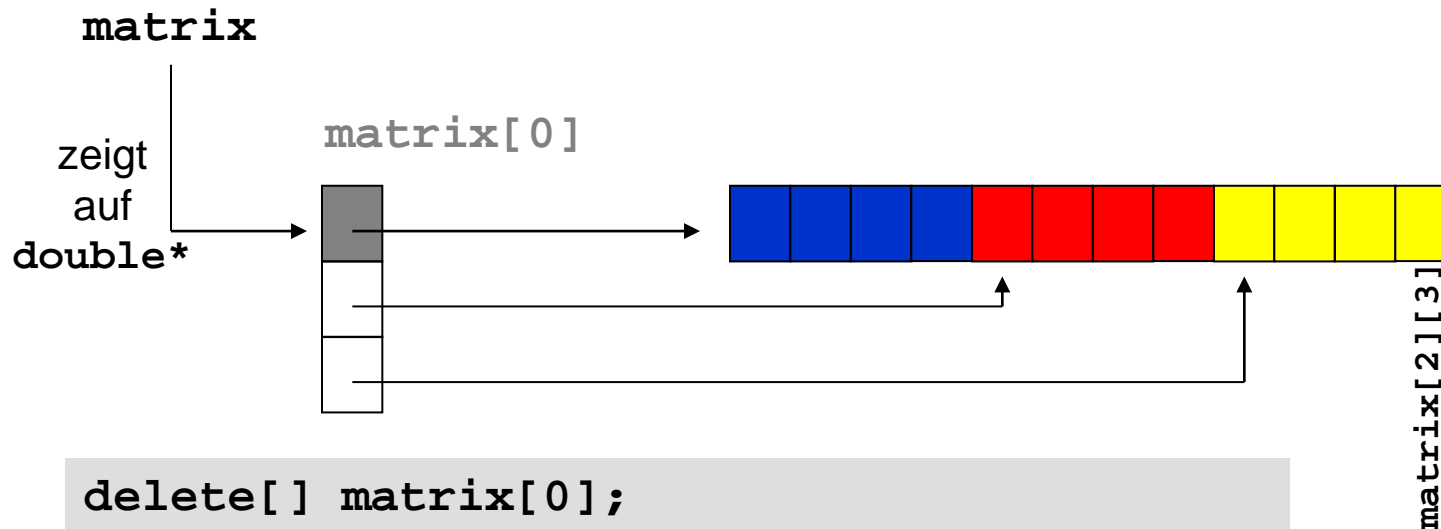 matrix
matrix[0]
zeigt
auf
double*
matrix[2][3]
delete[] matrix[0];